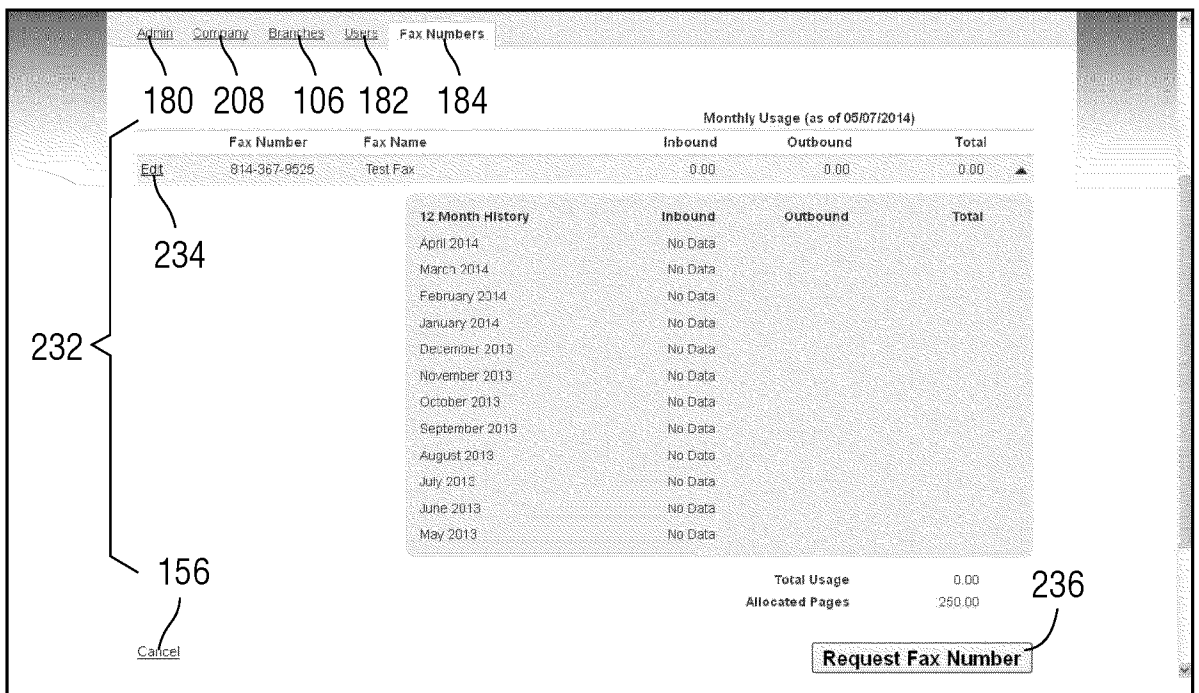 Admin Company Branches Users Fax Numbers
180 208 106 182 184
Monthly Usage (as of 05/07/2014)
Fax Number Fax Name Inbound Outbound Total
Edit 814-367-9525 Test Fax 0.00 0.00 0.00
234
12 Month History Inbound Outbound Total
April 2014 No Data
March 2014 No Data
February 2014 No Data
January 2014 No Data
232
December 2013 No Data
November 2013 No Data
October 2013 No Data
September 2013 No Data
August 2013 No Data
July 2013 No Data
June 2013 No Data
May 2013 No Data
156
Total Usage 0.00
236
Allocated Pages 250.00
Cancel
Request Fax Number